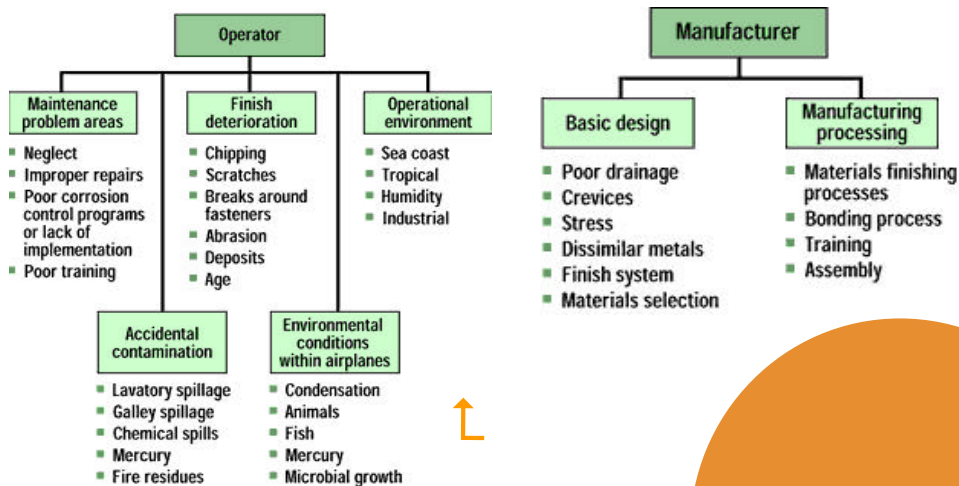 Operator
Maintenance
problem areas
Neglect
Improper repairs
Poor corrosion
control programs
or lack of
implementation
Poor training
Finish
deterioration
Chipping
Scratches
Breaks around
fasteners
Abrasion
Deposits
Age
Operational
environment
Sea coast
Tropical
Humidity
Industrial
Accidental
contamination
Lavatory spillage
Galley spillage
Chemical spills
Mercury
Fire residues
Environmental
conditions
within airplanes
Condensation
Animals
Fish
Mercury
Microbial growth
Manufacturer
Basic design
Poor drainage
Crevices
Stress
Dissimilar metals
Finish system
Materials selection
Manufacturing
processing
Materials finishing
processes
Bonding process
Training
Assembly